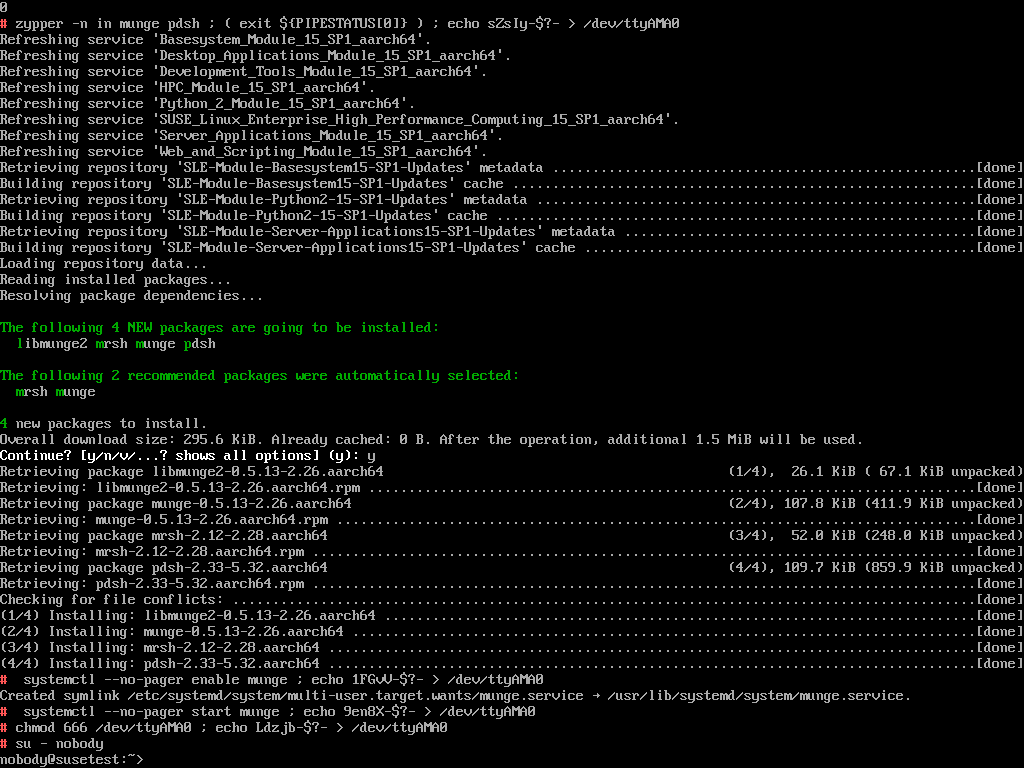 0
# zypper -n in munge pdsh ; ( exit ${PIPESTATUS[0]} ) ; echo sZsIy-$?- > /dev/ttyAMA0
Refreshing service 'Basesystem_Module_15_SP1_aarch64'.
Refreshing service 'Desktop_Applications_Module_15_SP1_aarch64'.
Refreshing service 'Development_Tools_Module_15_SP1_aarch64'.
Refreshing service 'HPC_Module_15_SP1_aarch64'.
Refreshing service 'Python_2_Module_15_SP1_aarch64'.
Refreshing service 'SUSE_Linux_Enterprise_High_Performance_Computing_15_SP1_aarch64'.
Refreshing service 'Server_Applications_Module_15_SP1_aarch64'.
Refreshing service 'Web_and_Scripting_Module_15_SP1_aarch64'.
Retrieving repository 'SLE-Module-Basesystem15-SP1-Updates' metadata .....................................................[done]
Building repository 'SLE-Module-Basesystem15-SP1-Updates' cache ..........................................................[done]
Retrieving repository 'SLE-Module-Python2-15-SP1-Updates' metadata .......................................................[done]
Building repository 'SLE-Module-Python2-15-SP1-Updates' cache ............................................................[done]
Retrieving repository 'SLE-Module-Server-Applications15-SP1-Updates' metadata ............................................[done]
Building repository 'SLE-Module-Server-Applications15-SP1-Updates' cache .................................................[done]
Loading repository data...
Reading installed packages...
Resolving package dependencies...
The following 4 NEW packages are going to be installed:
  libmunge2 mrsh munge pdsh
The following 2 recommended packages were automatically selected:
  mrsh munge
4 new packages to install.
Overall download size: 295.6 KiB. Already cached: 0 B. After the operation, additional 1.5 MiB will be used.
Continue? [y/n/v/...? shows all options] (y): y
Retrieving package libmunge2-0.5.13-2.26.aarch64                                           (1/4),  26.1 KiB ( 67.1 KiB unpacked)
Retrieving: libmunge2-0.5.13-2.26.aarch64.rpm ............................................................................[done]
Retrieving package munge-0.5.13-2.26.aarch64                                               (2/4), 107.8 KiB (411.9 KiB unpacked)
Retrieving: munge-0.5.13-2.26.aarch64.rpm ................................................................................[done]
Retrieving package mrsh-2.12-2.28.aarch64                                                  (3/4),  52.0 KiB (248.0 KiB unpacked)
Retrieving: mrsh-2.12-2.28.aarch64.rpm ...................................................................................[done]
Retrieving package pdsh-2.33-5.32.aarch64                                                  (4/4), 109.7 KiB (859.9 KiB unpacked)
Retrieving: pdsh-2.33-5.32.aarch64.rpm ...................................................................................[done]
Checking for file conflicts: .............................................................................................[done]
(1/4) Installing: libmunge2-0.5.13-2.26.aarch64 ..........................................................................[done]
(2/4) Installing: munge-0.5.13-2.26.aarch64 ..............................................................................[done]
(3/4) Installing: mrsh-2.12-2.28.aarch64 .................................................................................[done]
(4/4) Installing: pdsh-2.33-5.32.aarch64 .................................................................................[done]
#  systemctl --no-pager enable munge ; echo 1FGvV-$?- > /dev/ttyAMA0
Created symlink /etc/systemd/system/multi-user.target.wants/munge.service → /usr/lib/systemd/system/munge.service.
#  systemctl --no-pager start munge ; echo 9en8X-$?- > /dev/ttyAMA0
# chmod 666 /dev/ttyAMA0 ; echo Ldzjb-$?- > /dev/ttyAMA0
# su - nobody
nobody@susetest:~>